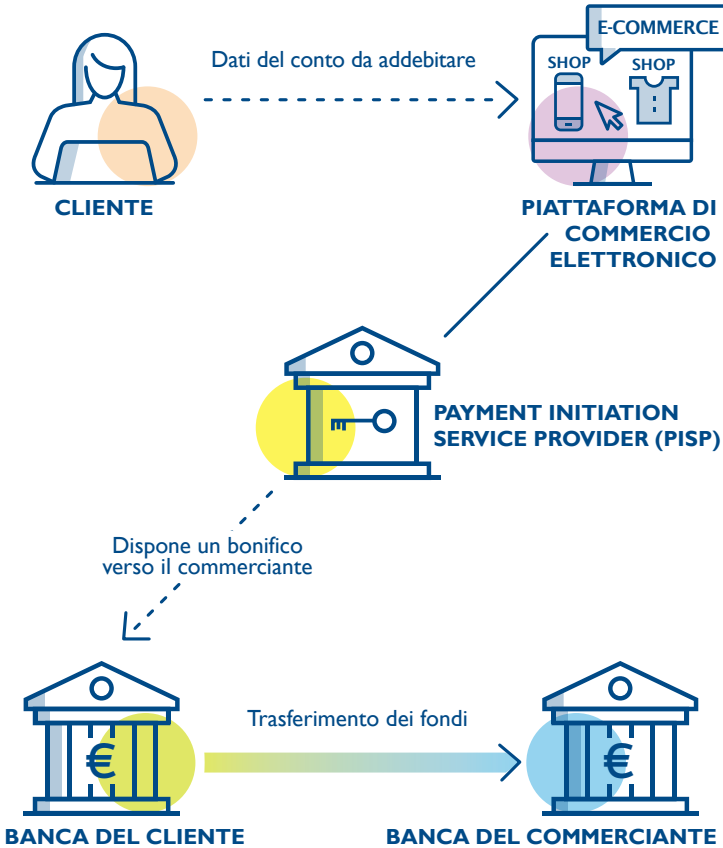 E-COMMERCE
Dati del conto da addebitare
SHOP
SHOP
CLIENTE
PIATTAFORMA DI
COMMERCIO
ELETTRONICO
PAYMENT INITIATION
SERVICE PROVIDER (PISP)
Dispone un bonifico
verso il commerciante
Trasferimento dei fondi
€
€
BANCA DEL CLIENTE
BANCA DEL COMMERCIANTE